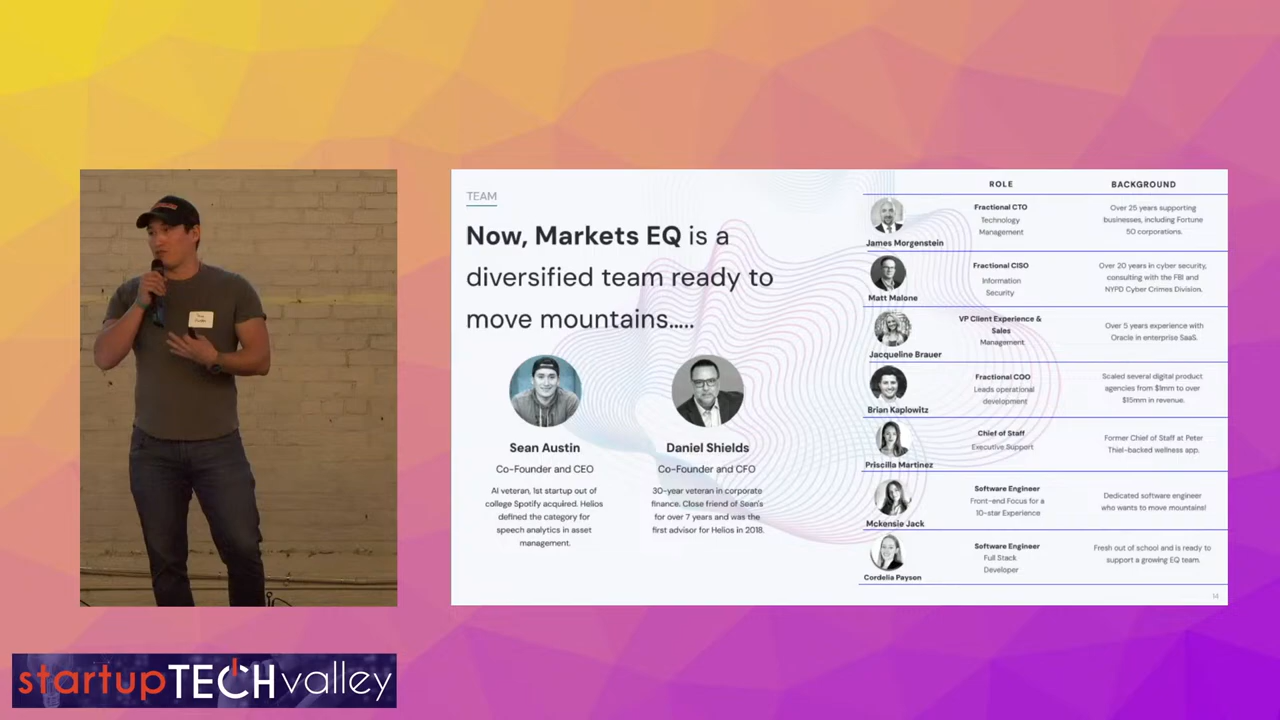 TEAM
Now, Markets EQ is a
diversified team ready to
move mountains.....
Sean Austin
Co-Founder and CEO
AI veteran, 1st startup out of
college Spotify acquired. Helios
defined the category for
speech analytics in asset
management.
Daniel Shields
Co-Founder and CFO
30-year veteran in corporate
finance. Close friend of Sean's
for over 7 years and was the
first advisor for Helios in 2018.
ROLE
BACKGROUND
James Morgenstein
Fractional CTO
Technology
Management
Over 25 years supporting
businesses, including Fortune
50 corporations.
Matt Malone
Fractional CISO
Information
Security
Over 20 years in cyber security,
consulting with the FBI and
NYPD Cyber Crimes Division.
Jacqueline Brauer
VP Client Experience &
Sales
Management
Over 5 years experience with
Oracle in enterprise SaaS.
Brian Kaplowitz
Fractional COO
Leads operational
development
Scaled several digital product
agencies from $1mm to over
$15mm in revenue.
Priscilla Martinez
Chief of Staff
Executive Support
Former Chief of Staff at Peter
Thiel-backed wellness app.
Mckensie Jack
Software Engineer
Front-end Focus for a
10-star Experience
Dedicated software engineer
who wants to move mountains!
Cordelia Payson
Software Engineer
Full Stack
Developer
Fresh out of school and is ready to
support a growing EQ team.
14
startupTECHvalley